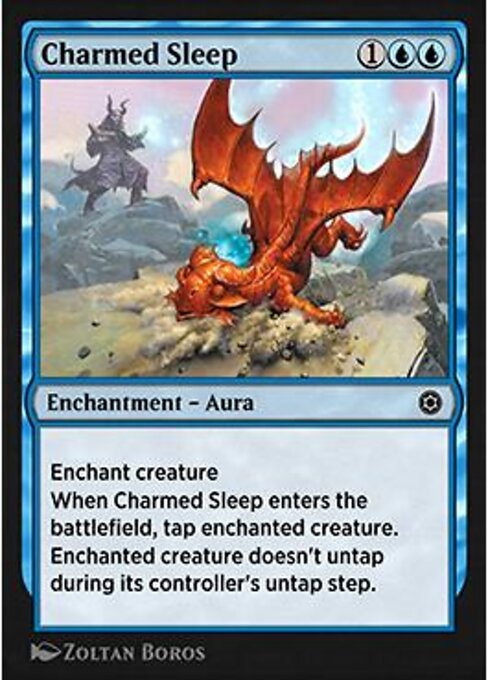 Charmed Sleep 1
Enchantment – Aura
Enchant creature
When Charmed Sleep enters the
battlefield, tap enchanted creature.
Enchanted creature doesn't untap
during its controller's untap step.
Zoltan Boros